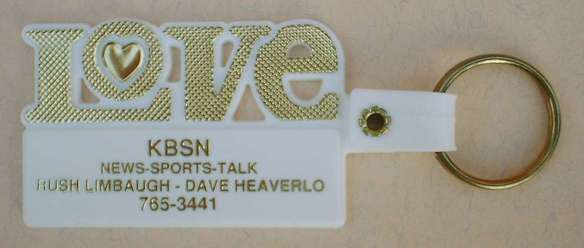 LOVE
KBSN
NEWS-SPORTS-TALK
RUSH LIMBAUGH - DAVE HEAVERLO
765-3441